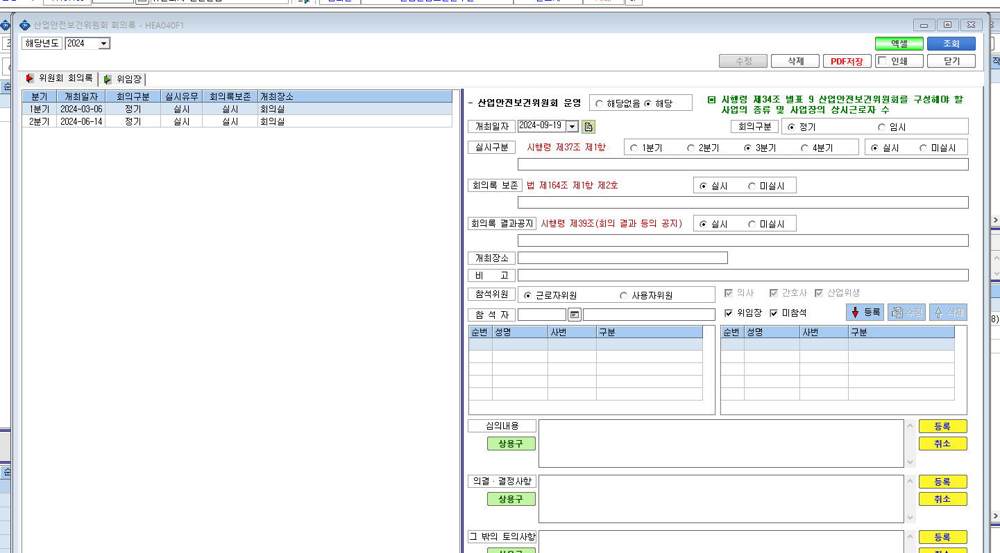 산업안전보건위원회 회의록 - HEA040F1
해당년도 2024
엑셀 조회
수정 삭제 PDF저장 인쇄 닫기
위원회 회의록 위임장
분기 개최일자 회의구분 실시유무 회의록보존 개최장소
1분기 2024-03-06 정기 실시 실시 회의실
2분기 2024-06-14 정기 실시 실시 회의실
- 산업안전보건위원회 운영 해당없음 해당
시행령 제34조 별표 9 산업안전보건위원회를 구성해야 할
사업의 종류 및 사업장의 상시근로자 수
개최일자 2024-09-19 회의구분 정기 임시
실시구분 시행령 제37조 제1항 1분기 2분기 3분기 4분기 실시 미실시
회의록 보존 법 제164조 제1항 제2호 실시 미실시
회의록 결과공지 시행령 제39조(회의 결과 등의 공지) 실시 미실시
개최장소
비 고
참석위원 근로자위원 사용자위원 의사 간호사 산업위생
참 석 자 위임장 미참석 등록 수정 삭제
순번 성명 사번 구분 순번 성명 사번 구분
심의내용 등록
상용구 취소
의결·결정사항 등록
상용구 취소
그 밖의 토의사항 등록
상용구 취소